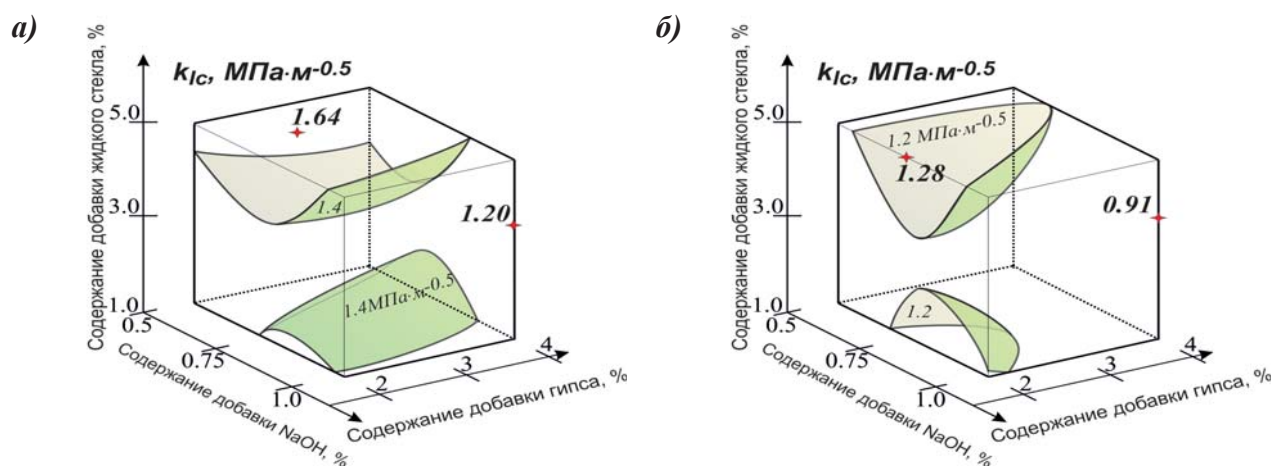 а)
k_Ic, МПа·м-0.5
1.64
1.4
1.20
1.4МПа·м-0.5
5.0
3.0
1.0
Содержание добавки жидкого стекла, %
0.5
0.75
1.0
Содержание добавки NaOH, %
2
3
4
Содержание добавки гипса, %
б)
k_Ic, МПа·м-0.5
1.2 МПа·м-0.5
1.28
0.91
1.2
5.0
3.0
1.0
Содержание добавки жидкого стекла, %
0.5
0.75
1.0
Содержание добавки NaOH, %
2
3
4
Содержание добавки гипса, %